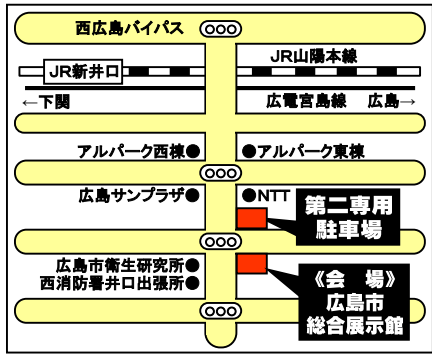 西広島バイパス
JR山陽本線
JR新井口
←下関
広電宮島線 広島→
アルパーク西棟●
●アルパーク東棟
広島サンプラザ●
●NTT
第二専用
駐車場
広島市衛生研究所●
西消防署井口出張所●
《会 場》
広島市
総合展示館